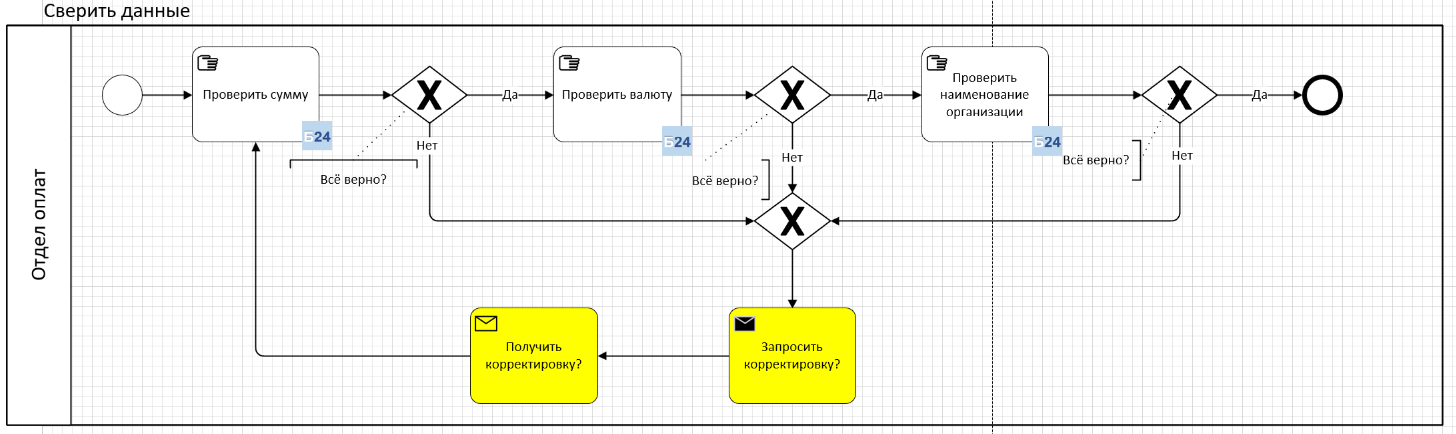 Сверить данные
Отдел оплат
Проверить сумму
Б24
Да
Нет
Всё верно?
Проверить валюту
Б24
Да
Нет
Всё верно?
Проверить
наименование
организации
Б24
Да
Нет
Всё верно?
Получить
корректировку?
Запросить
корректировку?